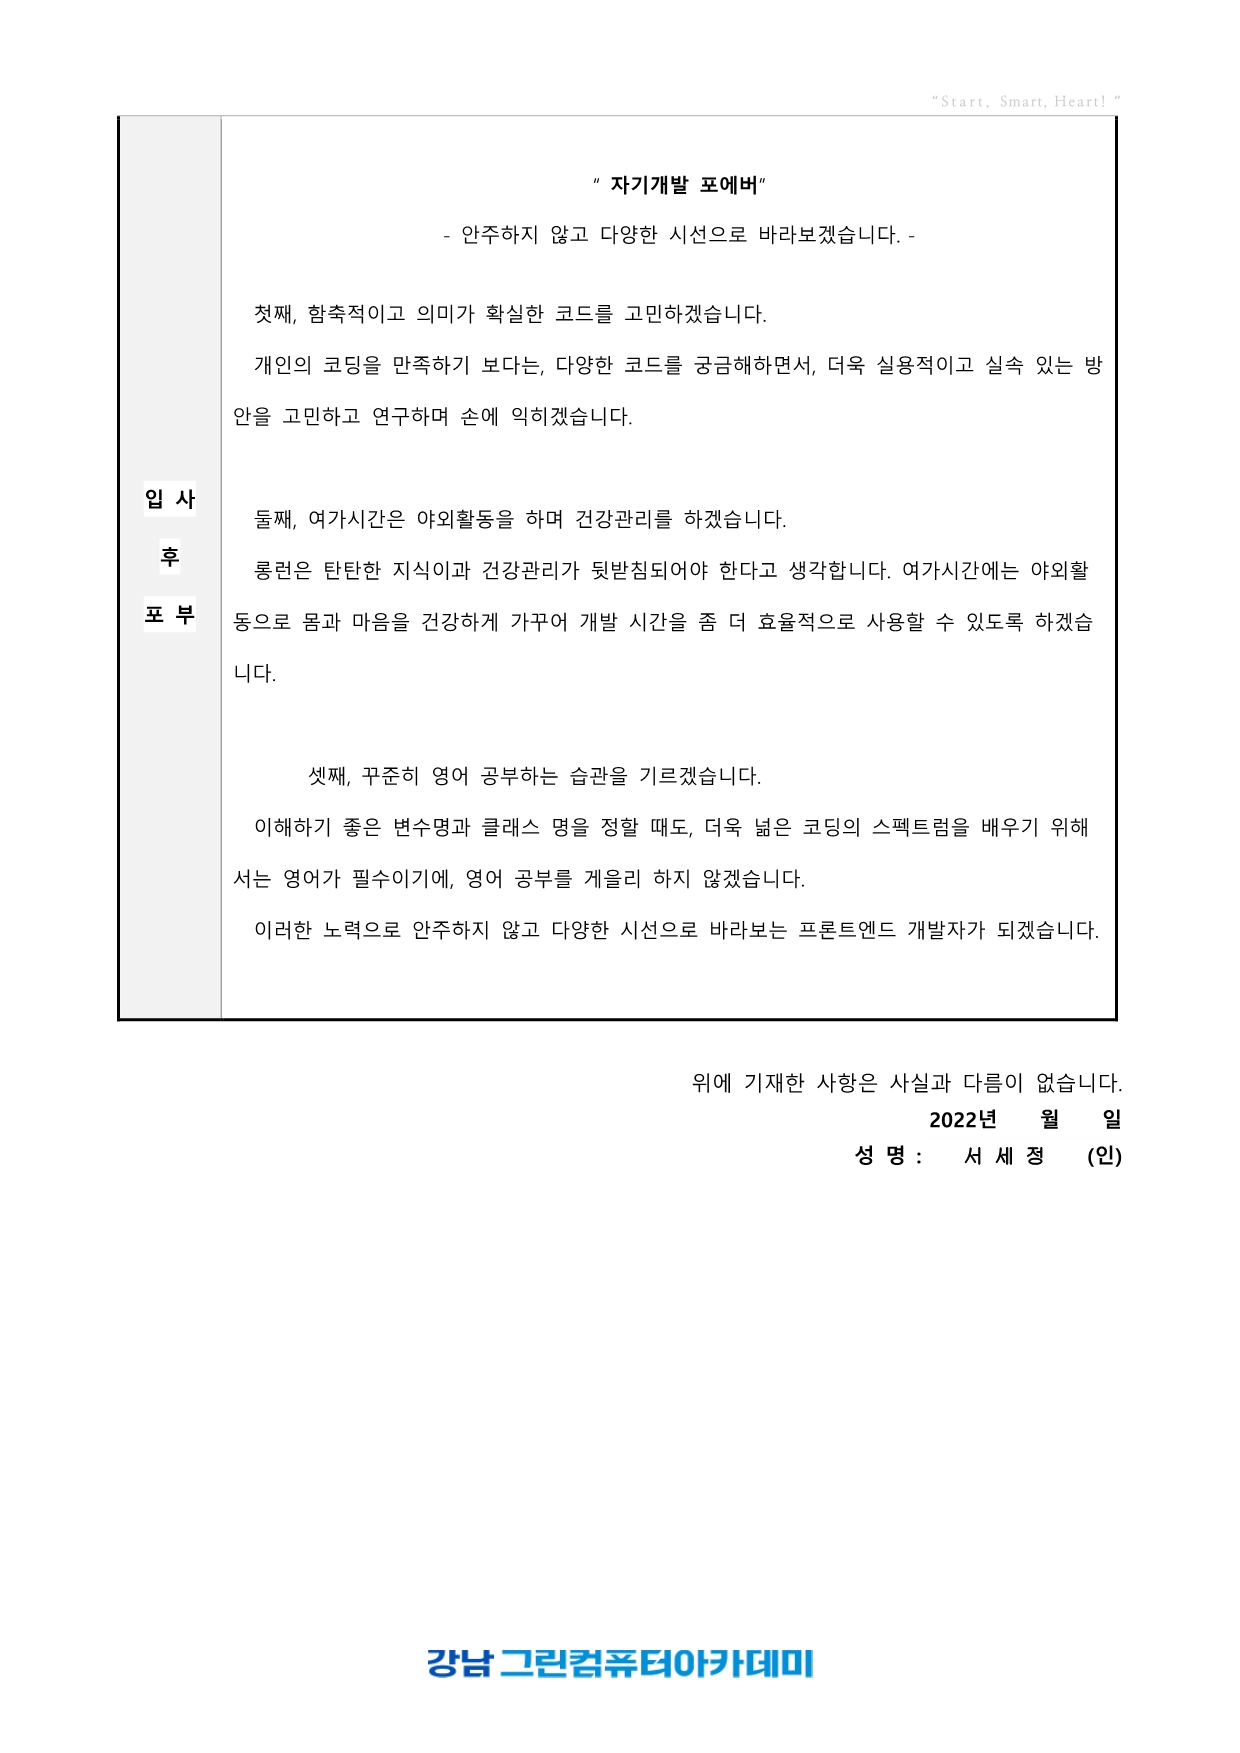 “Start, Smart, Heart! ”
“ 자기개발 포에버”
- 안주하지 않고 다양한 시선으로 바라보겠습니다. -
첫째, 함축적이고 의미가 확실한 코드를 고민하겠습니다.
개인의 코딩을 만족하기 보다는, 다양한 코드를 궁금해하면서, 더욱 실용적이고 실속 있는 방
안을 고민하고 연구하며 손에 익히겠습니다.
입 사
후
포 부
둘째, 여가시간은 야외활동을 하며 건강관리를 하겠습니다.
롱런은 탄탄한 지식이과 건강관리가 뒷받침되어야 한다고 생각합니다. 여가시간에는 야외활
동으로 몸과 마음을 건강하게 가꾸어 개발 시간을 좀 더 효율적으로 사용할 수 있도록 하겠습
니다.
셋째, 꾸준히 영어 공부하는 습관을 기르겠습니다.
이해하기 좋은 변수명과 클래스 명을 정할 때도, 더욱 넒은 코딩의 스펙트럼을 배우기 위해
서는 영어가 필수이기에, 영어 공부를 게을리 하지 않겠습니다.
이러한 노력으로 안주하지 않고 다양한 시선으로 바라보는 프론트엔드 개발자가 되겠습니다.
위에 기재한 사항은 사실과 다름이 없습니다.
2022년 월 일
성 명 : 서 세 정 (인)
강남 그린컴퓨터아카데미